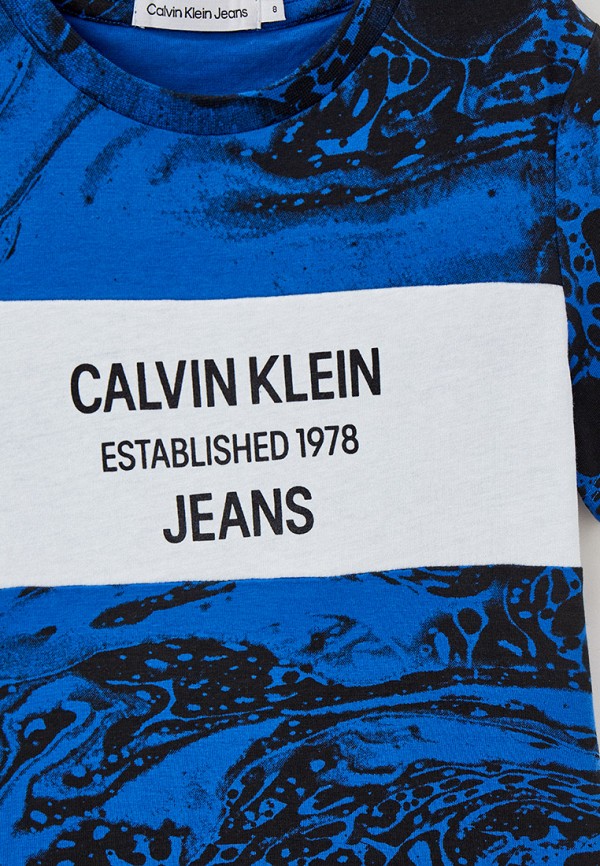 Calvin Klein Jeans
8
CALVIN KLEIN
ESTABLISHED 1978
JEANS